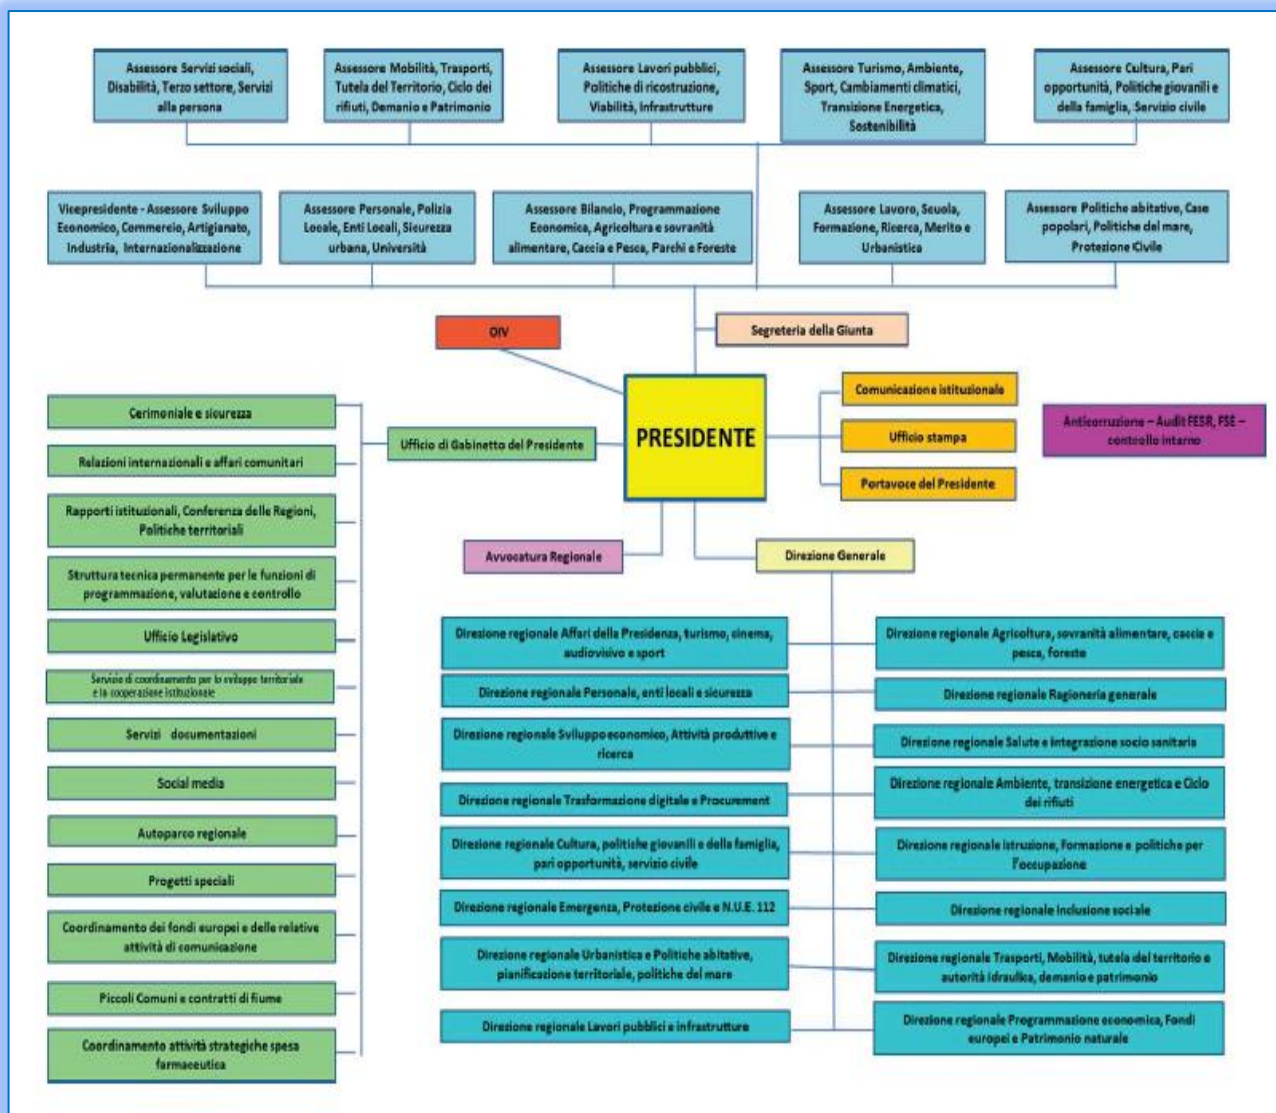 Assessore Servizi sociali,
Disabilità, Terzo settore, Servizi
alla persona
Assessore Mobilità, Trasporti,
Tutela del Territorio, Ciclo dei
rifiuti, Demanio e Patrimonio
Assessore Lavori pubblici,
Politiche di ricostruzione,
Viabilità, Infrastrutture
Assessore Turismo, Ambiente,
Sport, Cambiamenti climatici,
Transizione Energetica,
Sostenibilità
Assessore Cultura, Pari
opportunità, Politiche giovanili e
della famiglia, Servizio civile
Vicepresidente - Assessore Sviluppo
Economico, Commercio, Artigianato,
Industria, Internazionalizzazione
Assessore Personale, Polizia
Locale, Enti Locali, Sicurezza
urbana, Università
Assessore Bilancio, Programmazione
Economica, Agricoltura e sovranità
alimentare, Caccia e Pesca, Parchi e Foreste
Assessore Lavoro, Scuola,
Formazione, Ricerca, Merito e
Urbanistica
Assessore Politiche abitative, Case
popolari, Politiche del mare,
Protezione Civile
OIV
Segreteria della Giunta
PRESIDENTE
Comunicazione istituzionale
Ufficio stampa
Portavoce del Presidente
Anticorruzione – Audit FESR, FSE –
controllo interno
Ufficio di Gabinetto del Presidente
Cerimoniale e sicurezza
Relazioni internazionali e affari comunitari
Rapporti istituzionali, Conferenza delle Regioni,
Politiche territoriali
Struttura tecnica permanente per le funzioni di
programmazione, valutazione e controllo
Ufficio Legislativo
Servizio di coordinamento per lo sviluppo territoriale
e la cooperazione istituzionale
Servizi documentazioni
Social media
Autoparco regionale
Progetti speciali
Coordinamento dei fondi europei e delle relative
attività di comunicazione
Piccoli Comuni e contratti di fiume
Coordinamento attività strategiche spesa
farmaceutica
Avvocatura Regionale
Direzione Generale
Direzione regionale Affari della Presidenza, turismo, cinema,
audiovisivo e sport
Direzione regionale Agricoltura, sovranità alimentare, caccia e
pesca, foreste
Direzione regionale Personale, enti locali e sicurezza
Direzione regionale Ragioneria generale
Direzione regionale Sviluppo economico, Attività produttive e
ricerca
Direzione regionale Salute e integrazione socio sanitaria
Direzione regionale Trasformazione digitale e Procurement
Direzione regionale Ambiente, transizione energetica e Ciclo
dei rifiuti
Direzione regionale Cultura, politiche giovanili e della famiglia,
pari opportunità, servizio civile
Direzione regionale istruzione, Formazione e politiche per
l'occupazione
Direzione regionale Emergenza, Protezione civile e N.U.E. 112
Direzione regionale Inclusione sociale
Direzione regionale Urbanistica e Politiche abitative,
pianificazione territoriale, politiche del mare
Direzione regionale Trasporti, Mobilità, tutela del territorio e
autorità idraulica, demanio e patrimonio
Direzione regionale Lavori pubblici e infrastrutture
Direzione regionale Programmazione economica, Fondi
europei e Patrimonio naturale